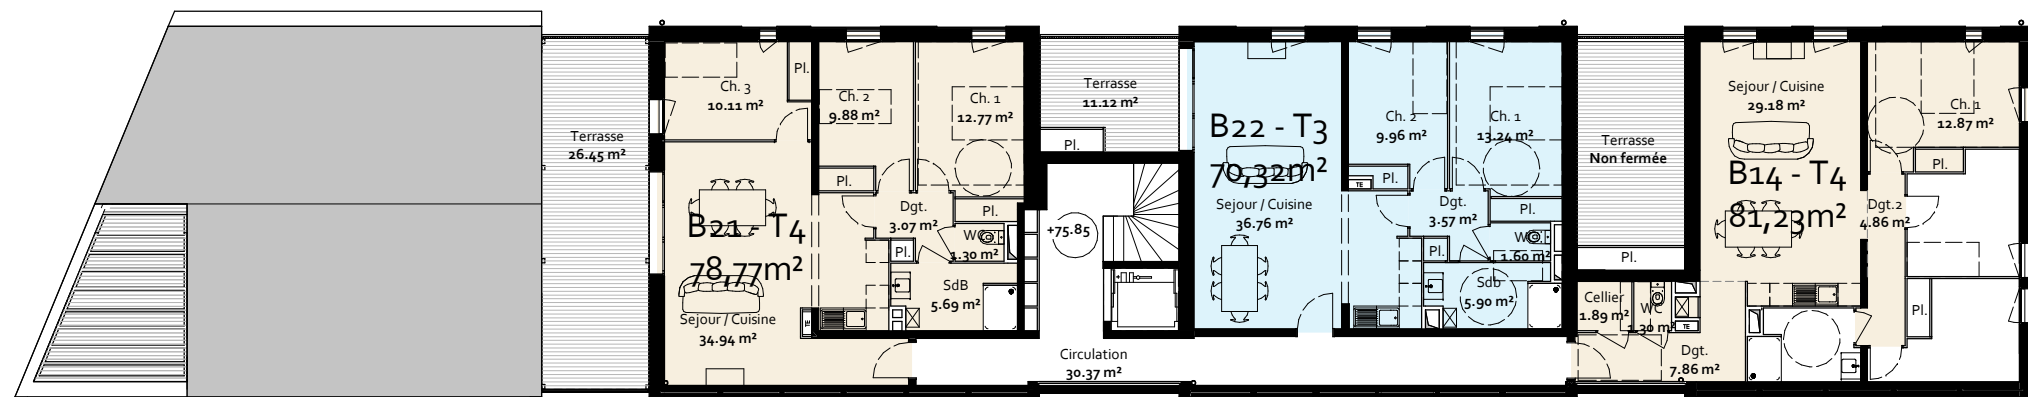 Terrasse
26.45 m²
Ch. 3
10.11 m²
Pl.
Ch. 2
9.88 m²
Ch. 1
12.77 m²
Pl.
Pl.
Dgt.
3.07 m²
WC
1.30 m²
Pl.
SdB
5.69 m²
B21 - T4
78,77m²
Sejour / Cuisine
34.94 m²
TE
Terrasse
11.12 m²
Pl.
+75.85
Circulation
30.37 m²
B22 - T3
70,32m²
Sejour / Cuisine
36.76 m²
Ch. 2
9.96 m²
Ch. 1
13.24 m²
TE
Pl.
Pl.
Dgt.
3.57 m²
Pl.
WC
1.60 m²
Sdb
5.90 m²
Terrasse
Non fermée
Pl.
Cellier
1.89 m²
WC
1.30 m²
TE
Dgt.
7.86 m²
Sejour / Cuisine
29.18 m²
B14 - T4
81,23m²
Ch. 1
12.87 m²
Pl.
Dgt.2
4.86 m²
Pl.